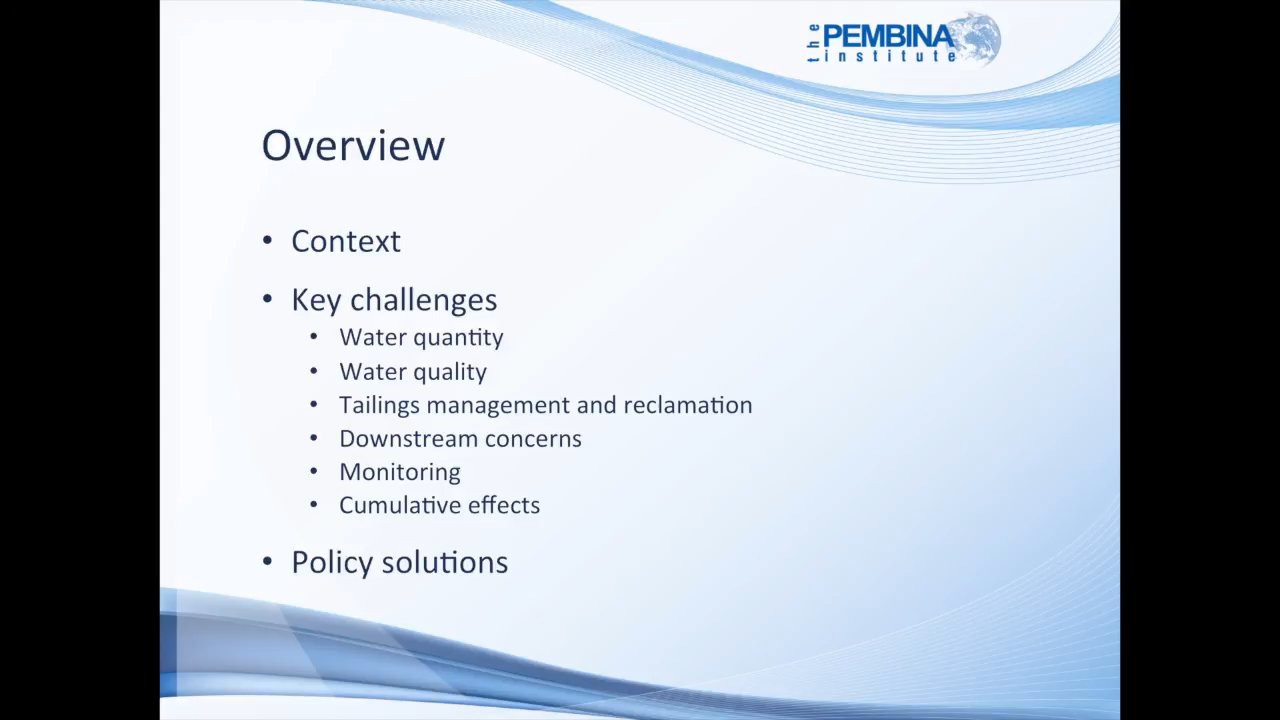 the PEMBINA
institute
Overview
• Context
• Key challenges
• Water quantity
• Water quality
• Tailings management and reclamation
• Downstream concerns
• Monitoring
• Cumulative effects
• Policy solutions